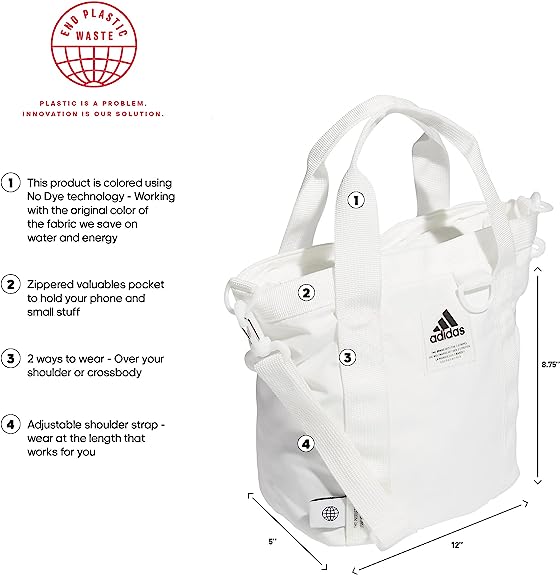 END PLASTIC
WASTE
PLASTIC IS A PROBLEM.
INNOVATION IS OUR SOLUTION.
1 This product is colored using
No Dye technology - Working
with the original color of
the fabric we save on
water and energy
2 Zippered valuables pocket
to hold your phone and
small stuff
3 2 ways to wear - Over your
shoulder or crossbody
4 Adjustable shoulder strap -
wear at the length that
works for you
1
2
3
4
adidas
8.75"
5"
12"